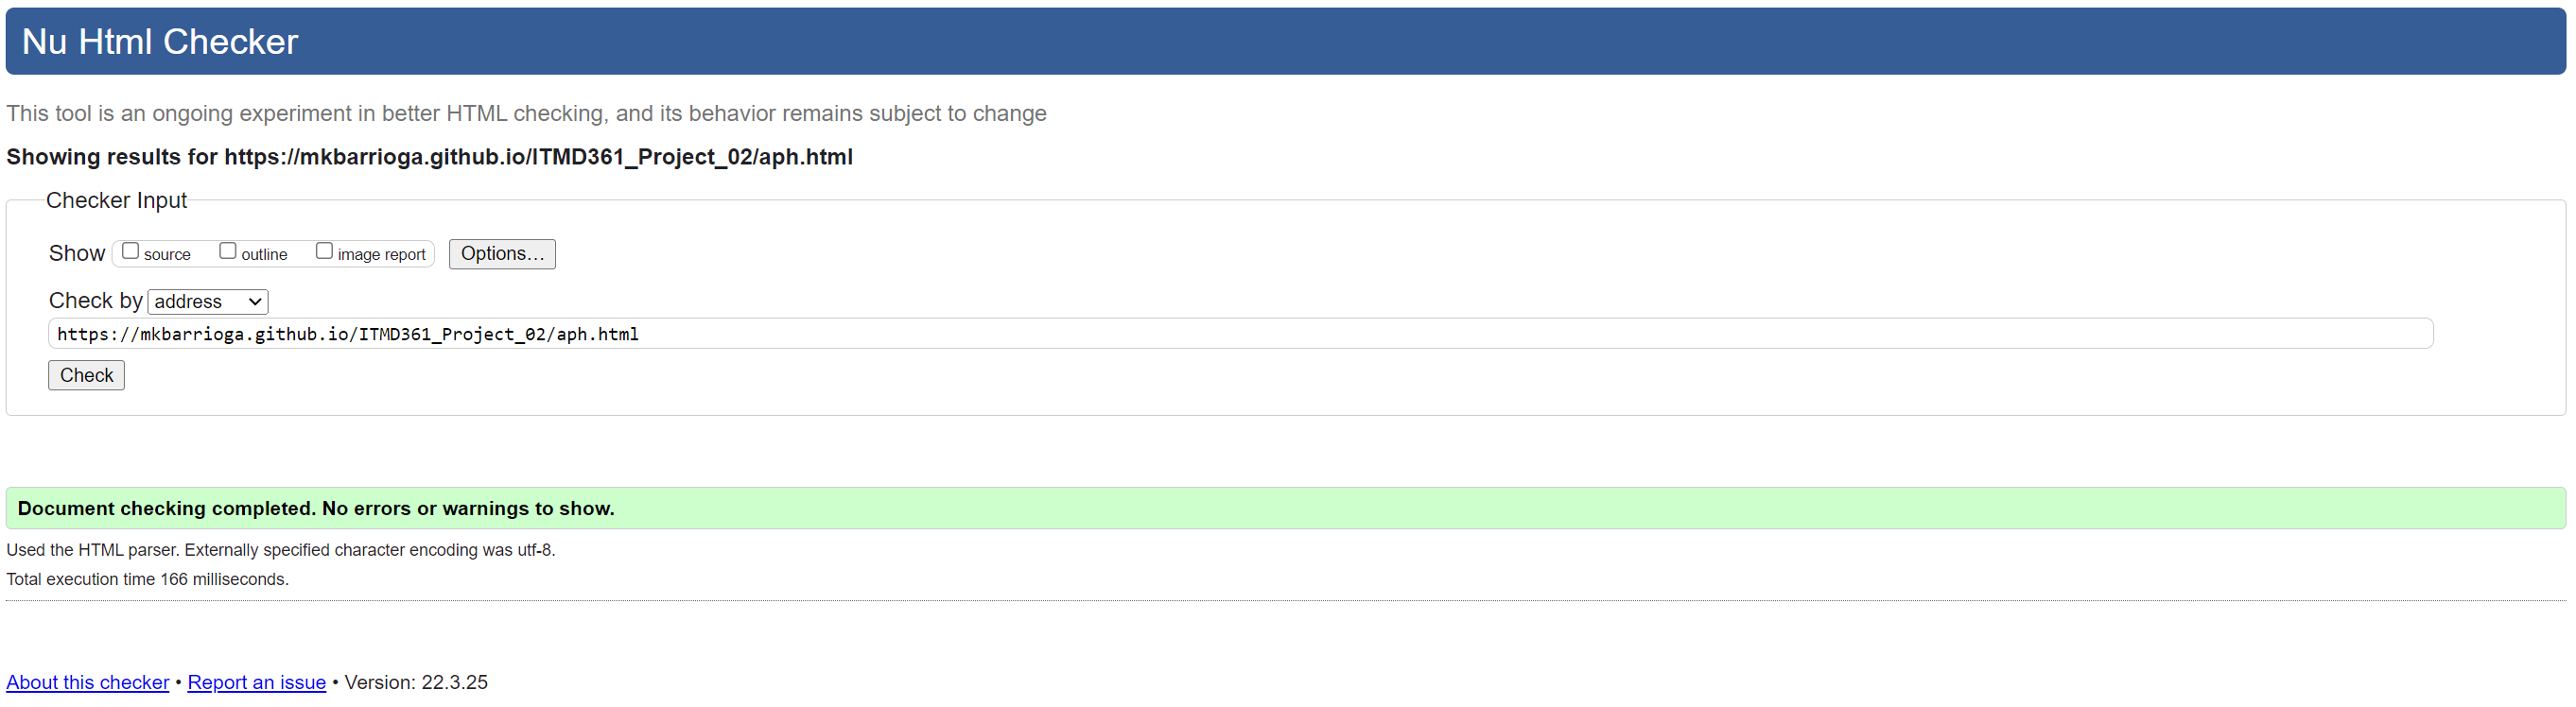 Nu Html Checker
This tool is an ongoing experiment in better HTML checking, and its behavior remains subject to change
Showing results for https://mkbarrioga.github.io/ITMD361_Project_02/aph.html
Checker Input
Show source outline image report Options...
Check by address
https://mkbarrioga.github.io/ITMD361_Project_02/aph.html
Check
Document checking completed. No errors or warnings to show.
Used the HTML parser. Externally specified character encoding was utf-8.
Total execution time 166 milliseconds.
About this checker • Report an issue • Version: 22.3.25